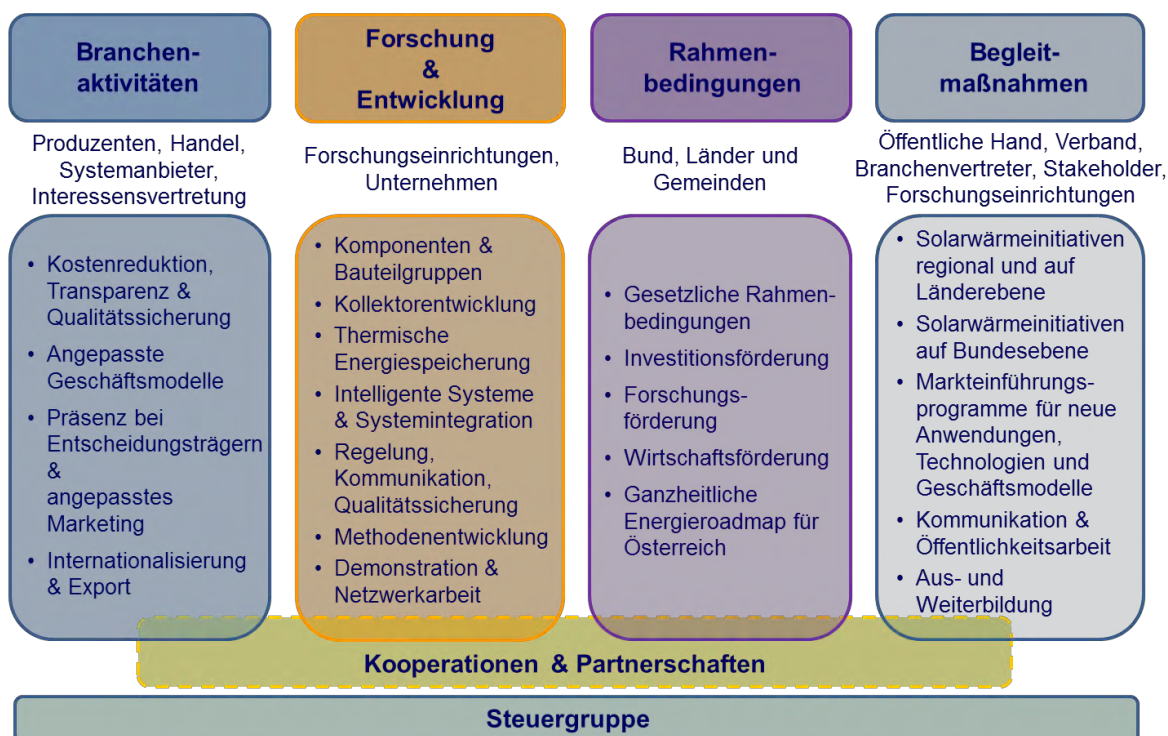 Branchen-
aktivitäten
Produzenten, Handel,
Systemanbieter,
Interessensvertretung
• Kostenreduktion,
Transparenz &
Qualitätssicherung
• Angepasste
Geschäftsmodelle
• Präsenz bei
Entscheidungsträgern
&
angepasstes
Marketing
• Internationalisierung
& Export
Forschung
&
Entwicklung
Forschungseinrichtungen,
Unternehmen
• Komponenten &
Bauteilgruppen
• Kollektorentwicklung
• Thermische
Energiespeicherung
• Intelligente Systeme
& Systemintegration
• Regelung,
Kommunikation,
Qualitätssicherung
• Methodenentwicklung
• Demonstration &
Netzwerkarbeit
Rahmen-
bedingungen
Bund, Länder und
Gemeinden
• Gesetzliche Rahmen-
bedingungen
• Investitionsförderung
• Forschungs-
förderung
• Wirtschaftsförderung
• Ganzheitliche
Energieroadmap für
Österreich
Begleit-
maßnahmen
Öffentliche Hand, Verband,
Branchenvertreter, Stakeholder,
Forschungseinrichtungen
• Solarwärmeinitiativen
regional und auf
Länderebene
• Solarwärmeinitiativen
auf Bundesebene
• Markteinführungs-
programme für neue
Anwendungen,
Technologien und
Geschäftsmodelle
• Kommunikation &
Öffentlichkeitsarbeit
• Aus- und
Weiterbildung
Kooperationen & Partnerschaften
Steuergruppe